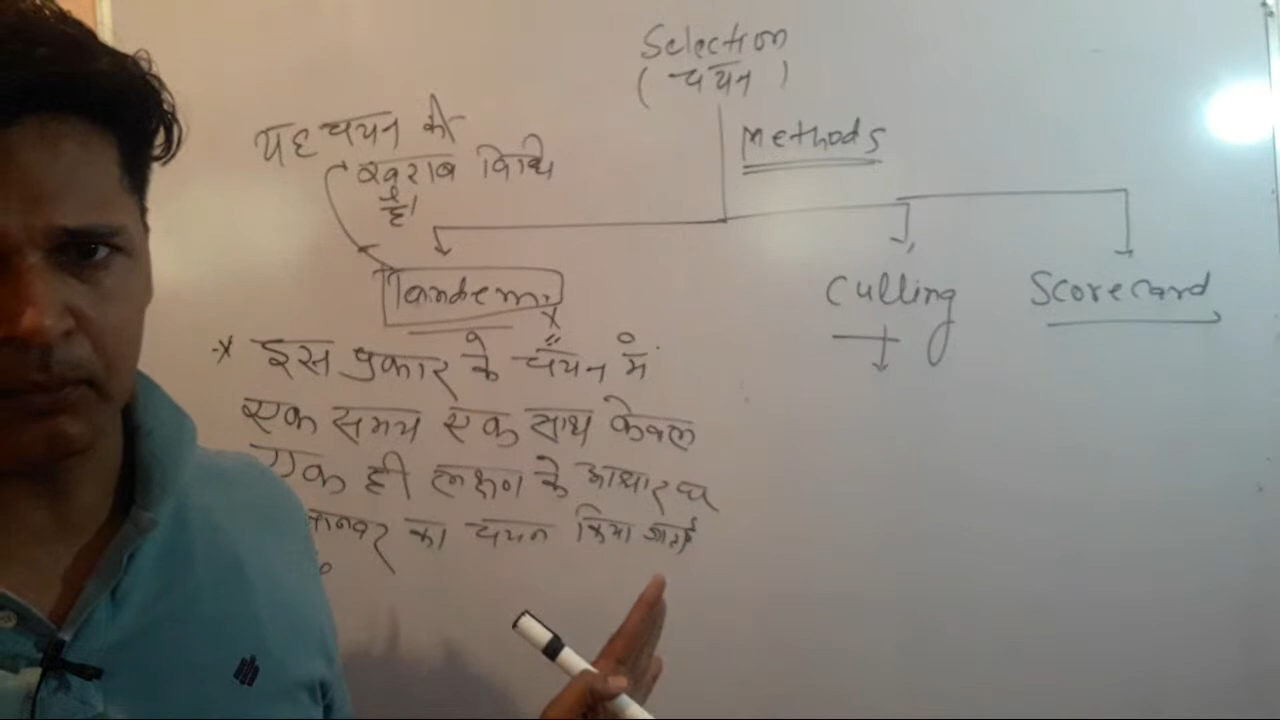 Selection
( चयन )
Methods
यह चयन की
खराब विधि
है।
Tandem
Culling
Scorecard
* इस प्रकार के चयन में
एक समय एक साथ केवल
एक ही लक्षण के आधार पर
जानवर का चयन किया जाता है